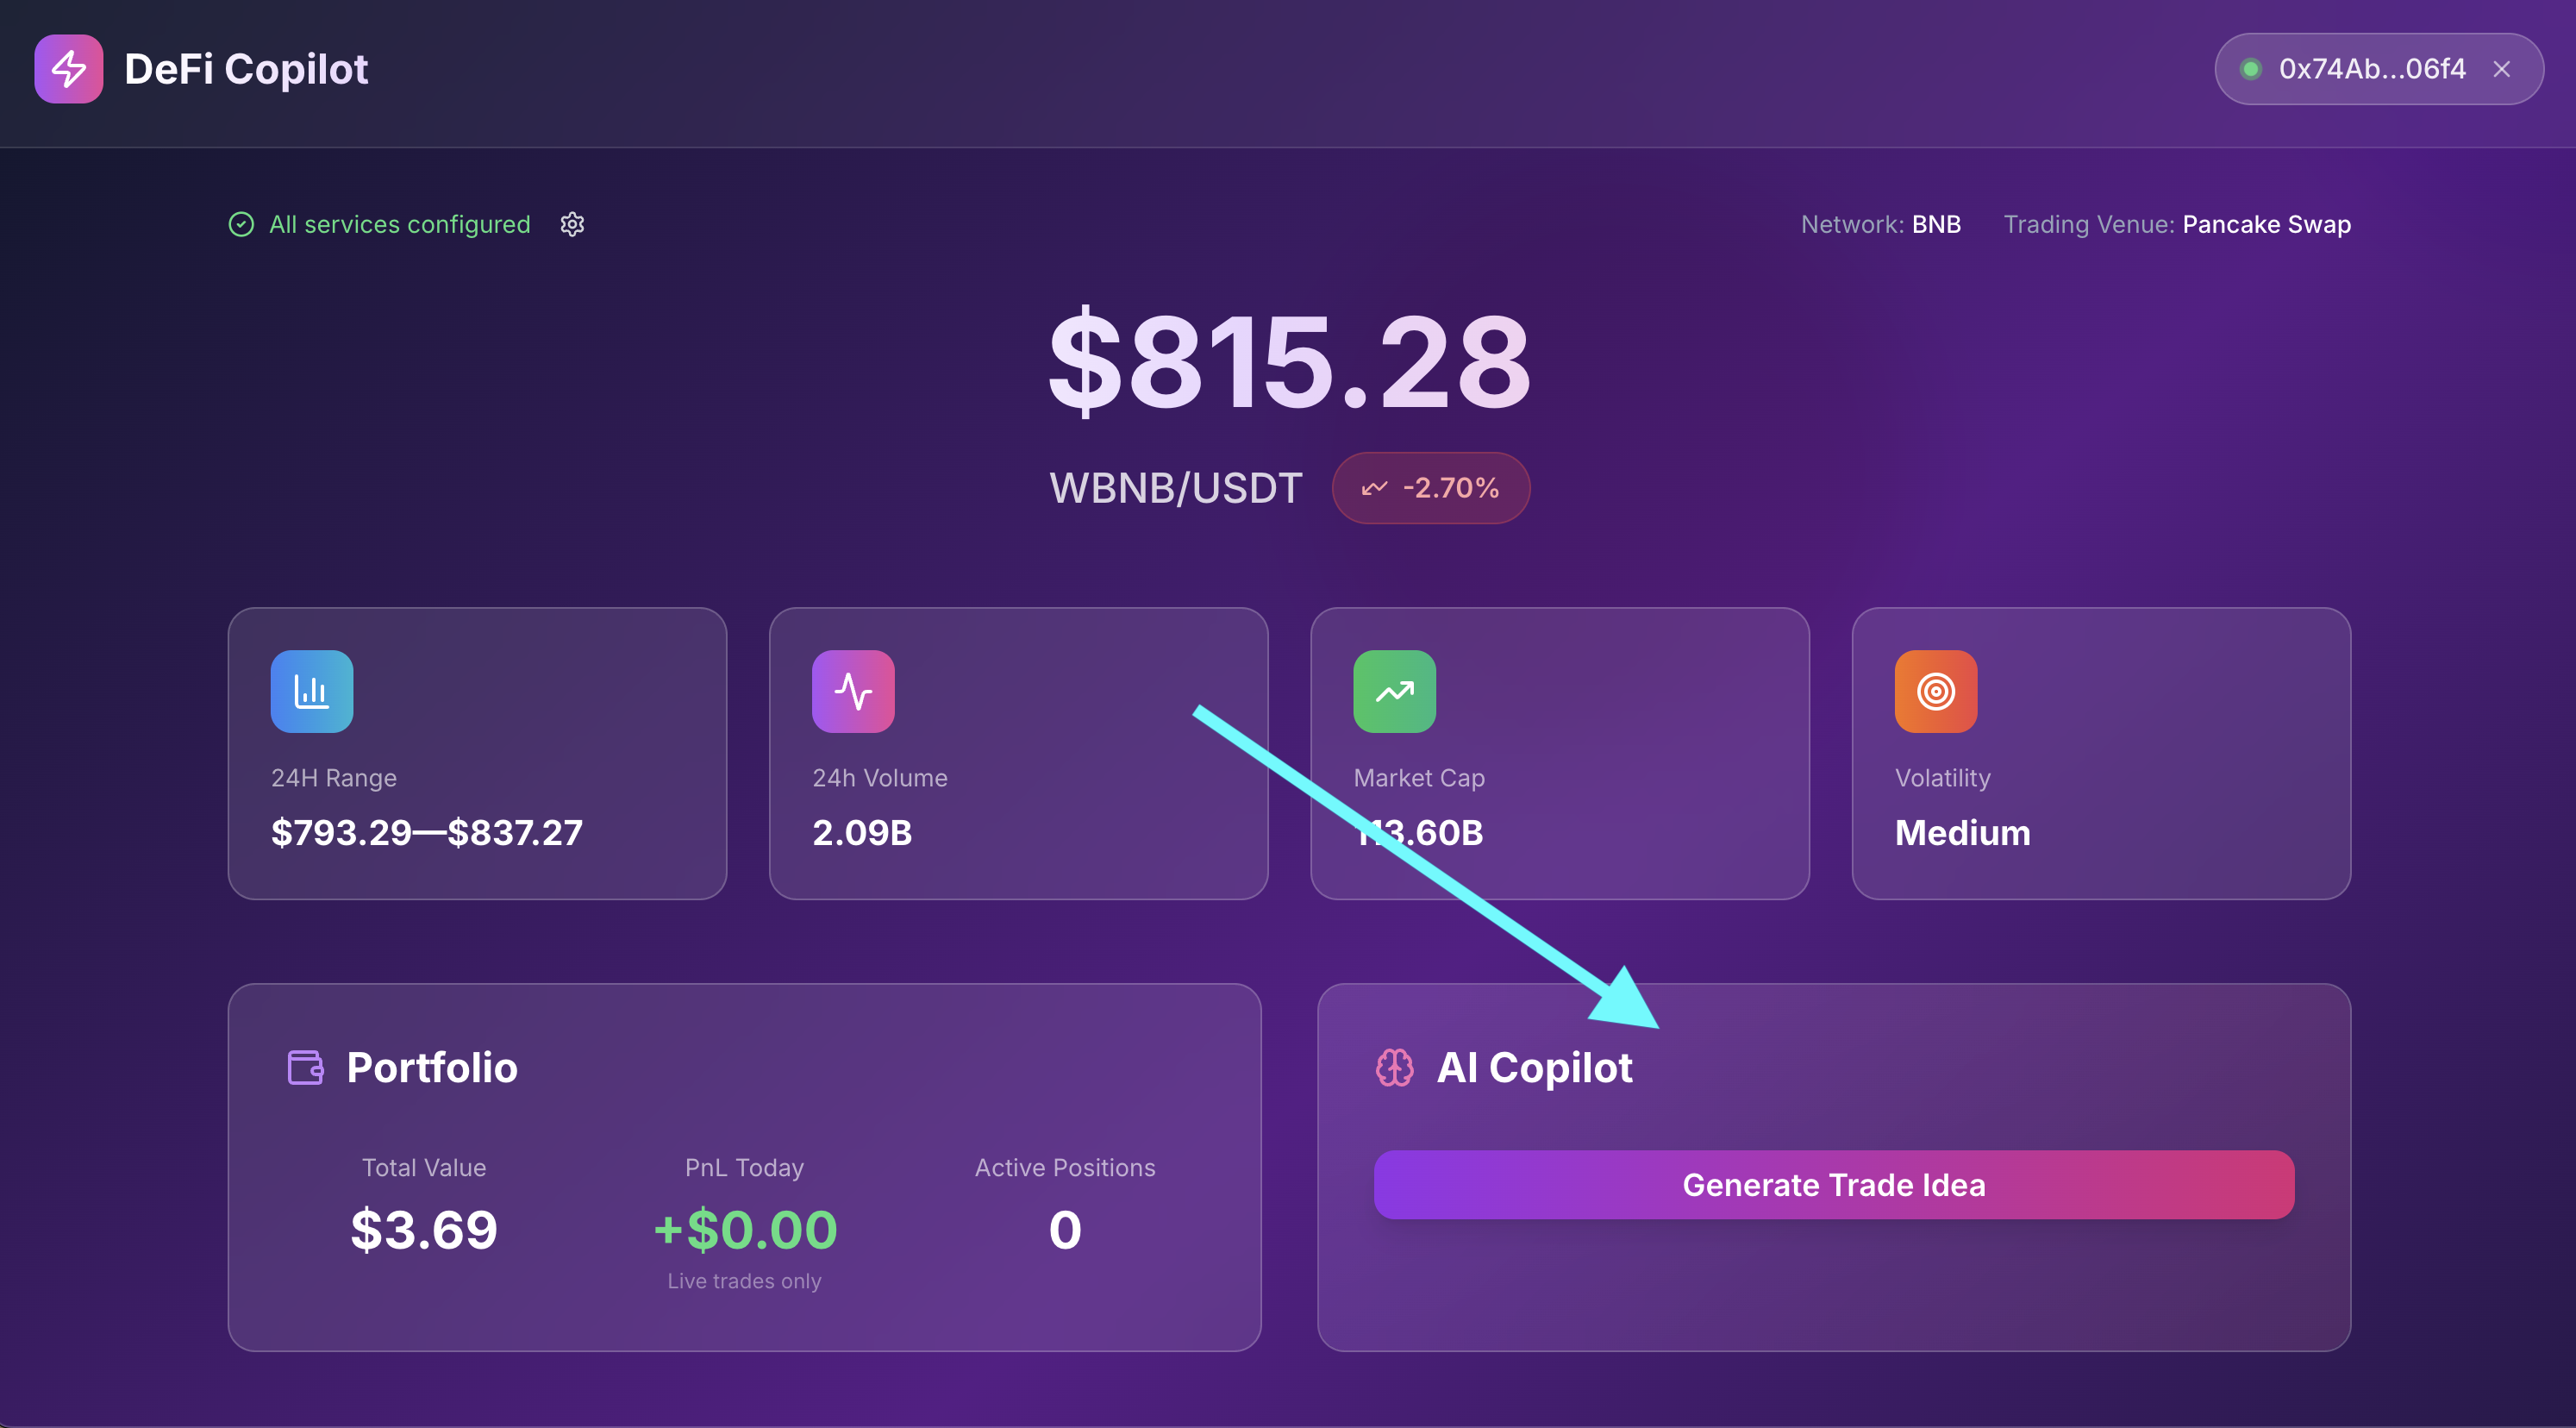 DeFi Copilot
0x74Ab...06f4
All services configured
Network: BNB Trading Venue: Pancake Swap
$815.28
WBNB/USDT -2.70%
24H Range
$793.29—$837.27
24h Volume
2.09B
Market Cap
113.60B
Volatility
Medium
Portfolio
Total Value
$3.69
PnL Today
+$0.00
Live trades only
Active Positions
0
AI Copilot
Generate Trade Idea